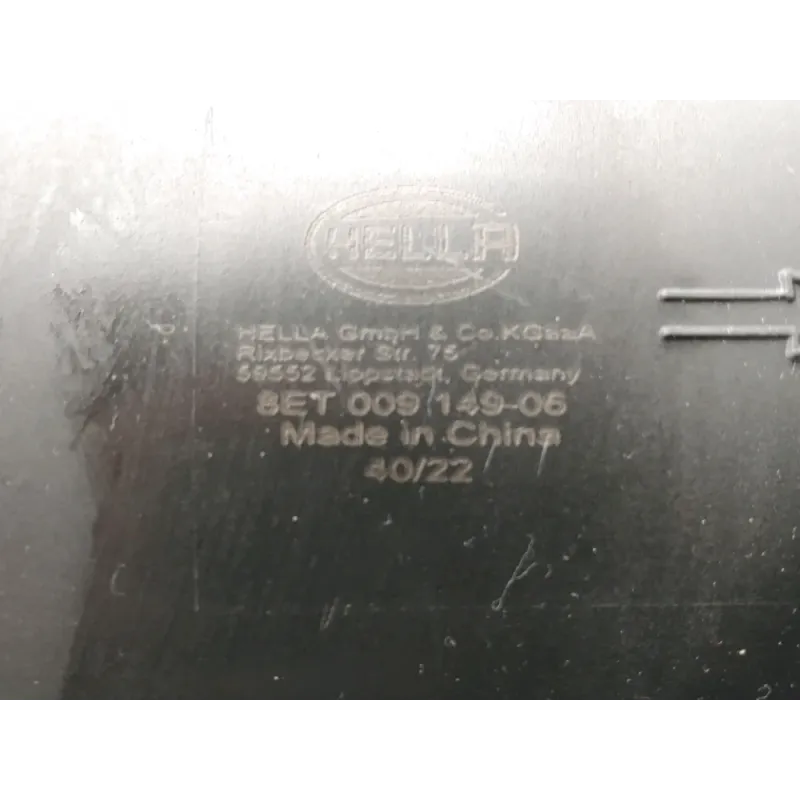 HELLA
HELLA GmbH & Co.KGaaA
Rixbecker Str. 75
59552 Lippstadt, Germany
8ET 009 149-06
Made in China
40/22